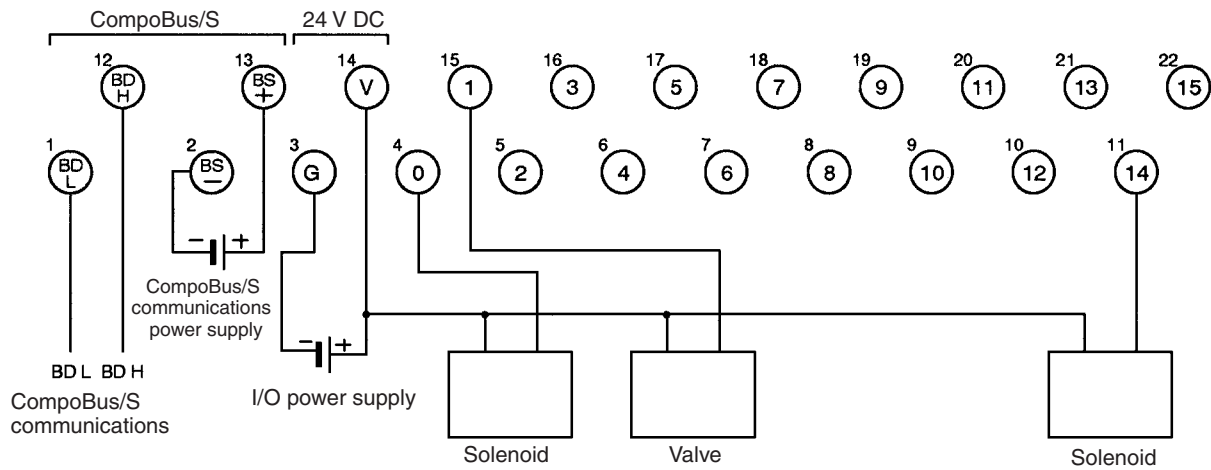 CompoBus/S 24 V DC
12 13 14 15 16 17 18 19 20 21 22
BD H BS + V 1 3 5 7 9 11 13 15
1 2 3 4 5 6 7 8 9 10 11
BD L BS – G 0 2 4 6 8 10 12 14
– +
CompoBus/S
communications
power supply
– +
BD L BD H
I/O power supply
CompoBus/S
communications
Solenoid Valve Solenoid